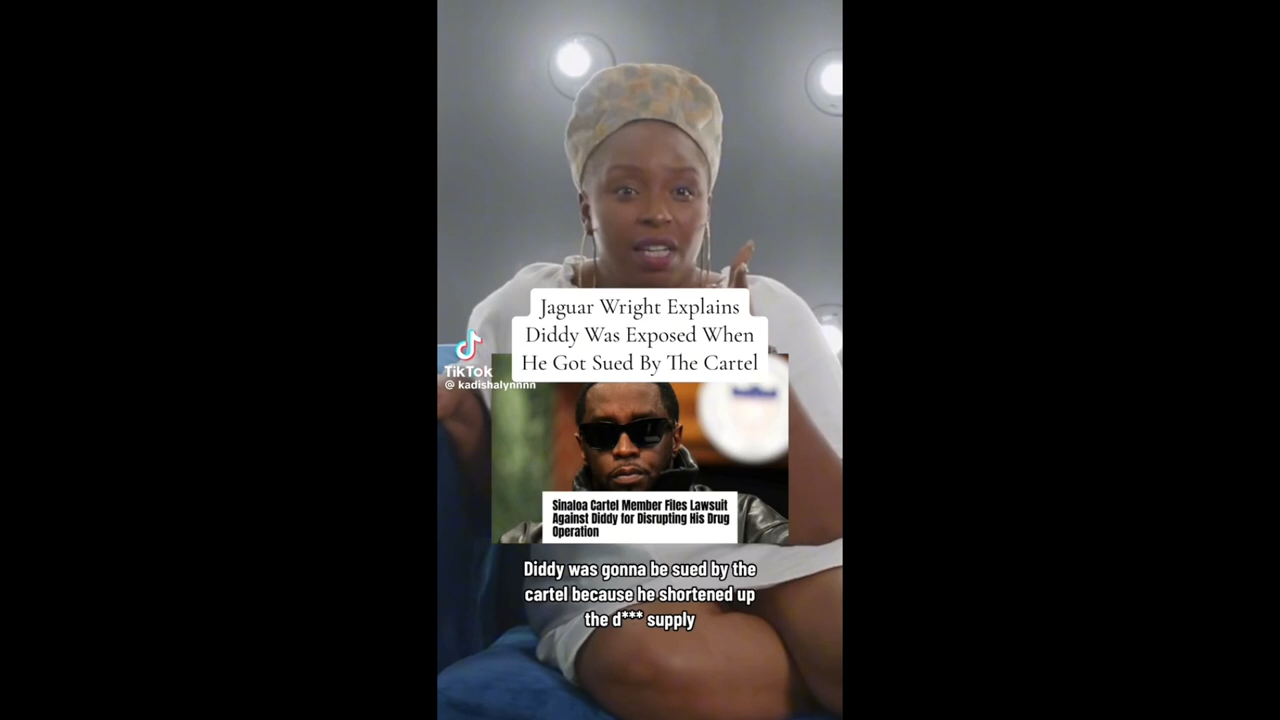 Jaguar Wright Explains
Diddy Was Exposed When
He Got Sued By The Cartel
TikTok
@ kadishalynnnn
Sinaloa Cartel Member Files Lawsuit
Against Diddy for Disrupting His Drug
Operation
Diddy was gonna be sued by the
cartel because he shortened up
the d*** supply